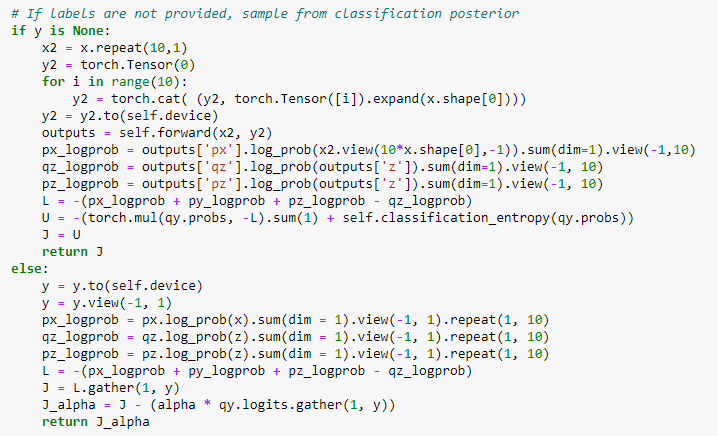 # If labels are not provided, sample from classification posterior
if y is None:
    x2 = x.repeat(10,1)
    y2 = torch.Tensor(0)
    for i in range(10):
        y2 = torch.cat( (y2, torch.Tensor([i]).expand(x.shape[0])))
    y2 = y2.to(self.device)
    outputs = self.forward(x2, y2)
    px_logprob = outputs['px'].log_prob(x2.view(10*x.shape[0],-1)).sum(dim=1).view(-1,10)
    qz_logprob = outputs['qz'].log_prob(outputs['z']).sum(dim=1).view(-1, 10)
    pz_logprob = outputs['pz'].log_prob(outputs['z']).sum(dim=1).view(-1, 10)
    L = -(px_logprob + py_logprob + pz_logprob - qz_logprob)
    U = -(torch.mul(qy.probs, -L).sum(1) + self.classification_entropy(qy.probs))
    J = U
    return J
else:
    y = y.to(self.device)
    y = y.view(-1, 1)
    px_logprob = px.log_prob(x).sum(dim = 1).view(-1, 1).repeat(1, 10)
    qz_logprob = qz.log_prob(z).sum(dim = 1).view(-1, 1).repeat(1, 10)
    pz_logprob = pz.log_prob(z).sum(dim = 1).view(-1, 1).repeat(1, 10)
    L = -(px_logprob + py_logprob + pz_logprob - qz_logprob)
    J = L.gather(1, y)
    J_alpha = J - (alpha * qy.logits.gather(1, y))
    return J_alpha